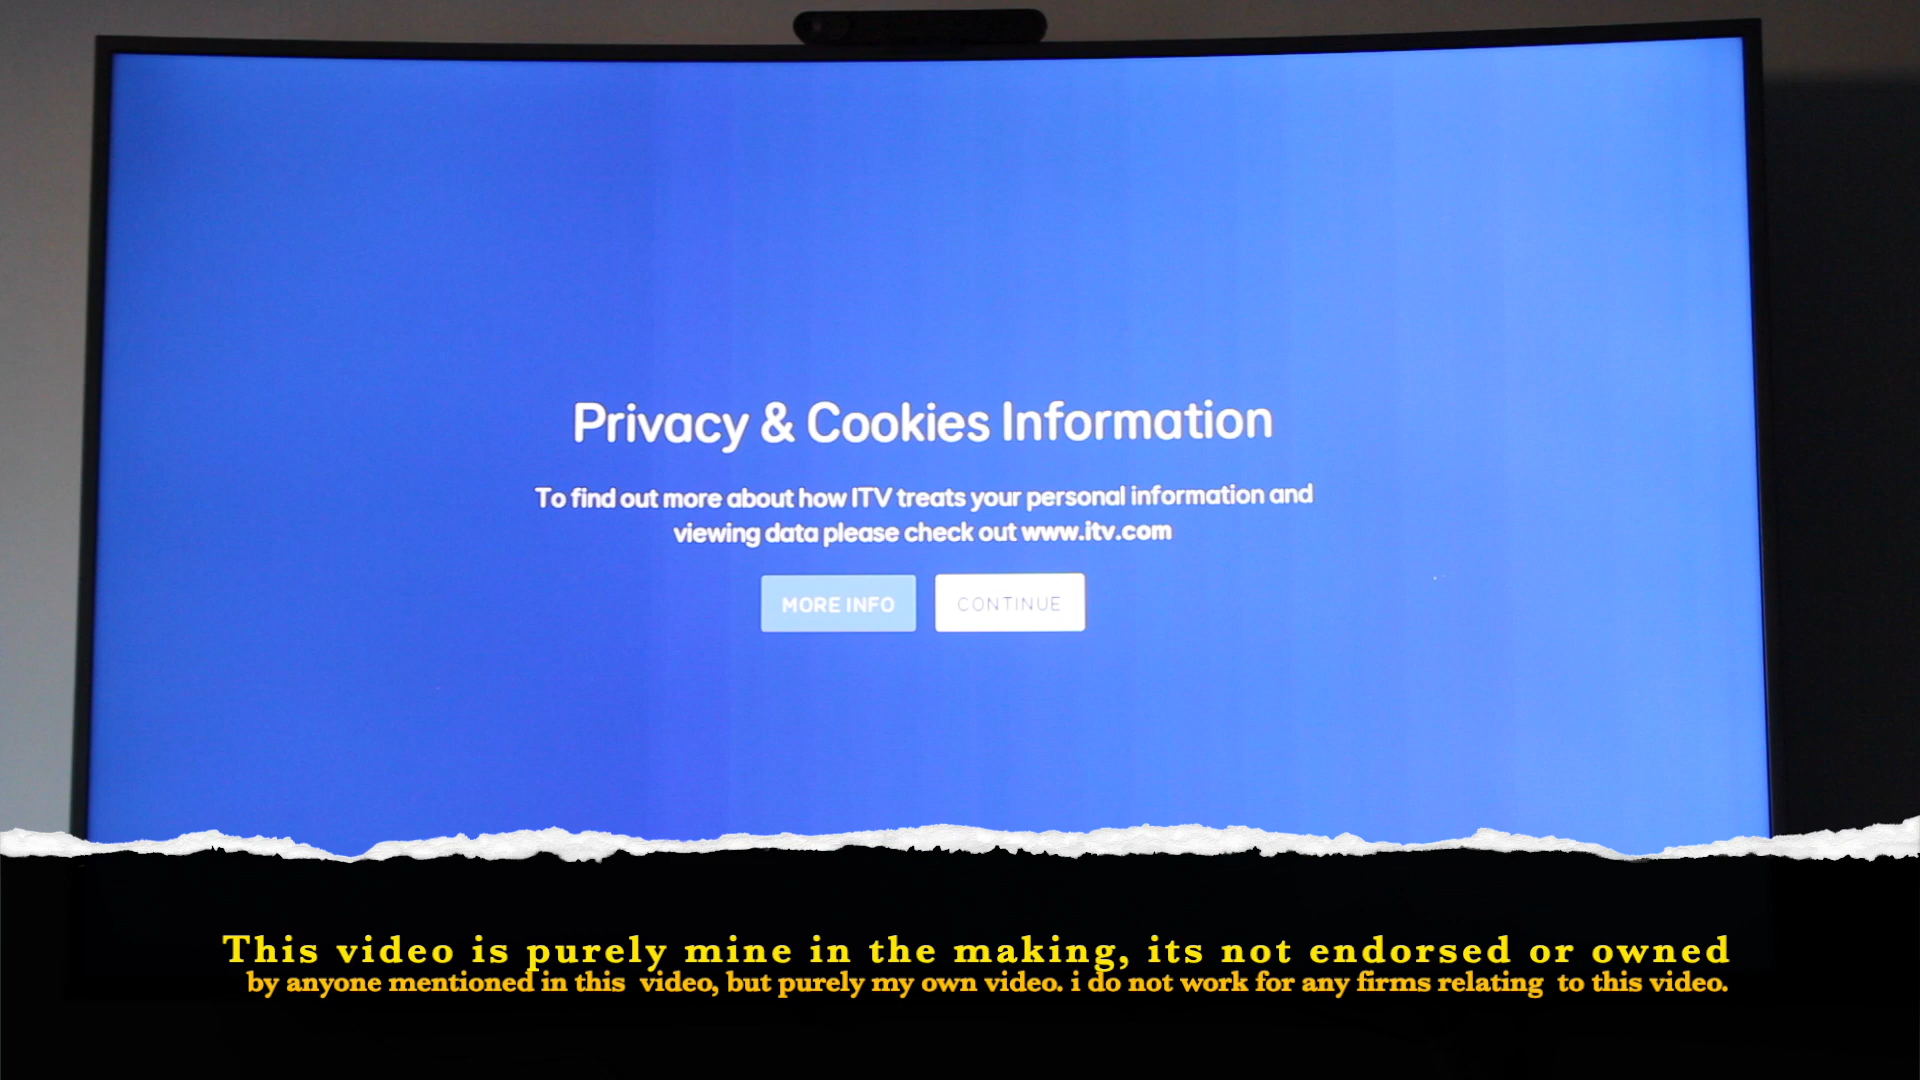 Privacy & Cookies Information
To find out more about how ITV treats your personal information and
viewing data please check out www.itv.com
MORE INFO
CONTINUE
This video is purely mine in the making, its not endorsed or owned
by anyone mentioned in this video, but purely my own video. i do not work for any firms relating to this video.